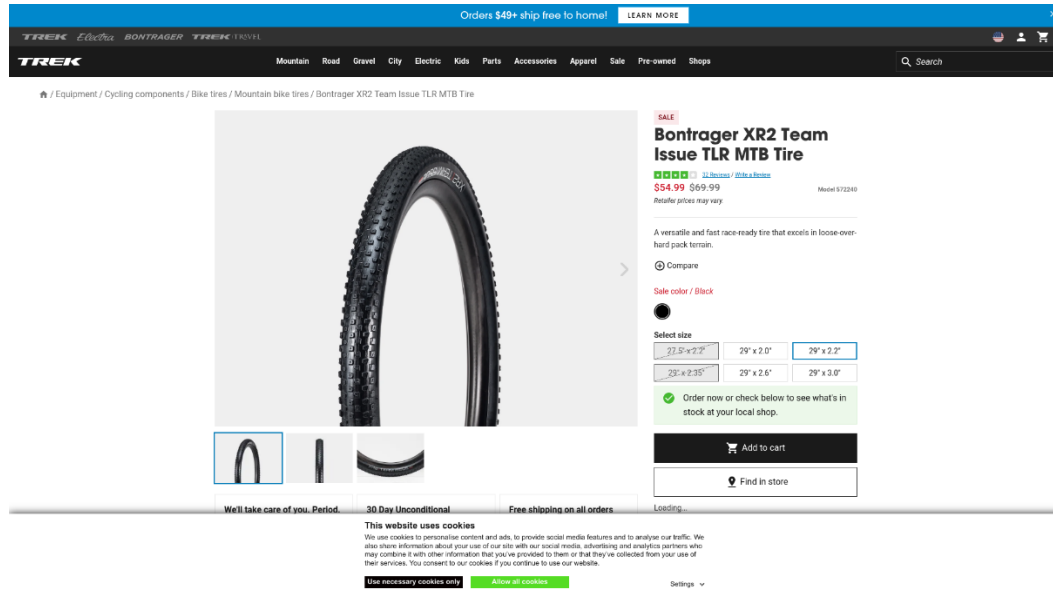 Orders $49+ ship free to home! LEARN MORE
TREK Electra BONTRAGER TREK TRAVEL
TREK Mountain Road Gravel City Electric Kids Parts Accessories Apparel Sale Pre-owned Shops Search
/ Equipment / Cycling components / Bike tires / Mountain bike tires / Bontrager XR2 Team Issue TLR MTB Tire
SALE
Bontrager XR2 Team
Issue TLR MTB Tire
32 Reviews / Write a Review
$54.99 $69.99 Model 572240
Retailer prices may vary.
A versatile and fast race-ready tire that excels in loose-over-
hard pack terrain.
Compare
Sale color / Black
Select size
27.5" x 2.2" 29" x 2.0" 29" x 2.2"
29" x 2.35" 29" x 2.6" 29" x 3.0"
Order now or check below to see what's in
stock at your local shop.
Add to cart
Find in store
Loading...
We'll take care of you. Period. 30 Day Unconditional Free shipping on all orders
This website uses cookies
We use cookies to personalise content and ads, to provide social media features and to analyse our traffic. We
also share information about your use of our site with our social media, advertising and analytics partners who
may combine it with other information that you've provided to them or that they've collected from your use of
their services. You consent to our cookies if you continue to use our website.
Use necessary cookies only Allow all cookies Settings